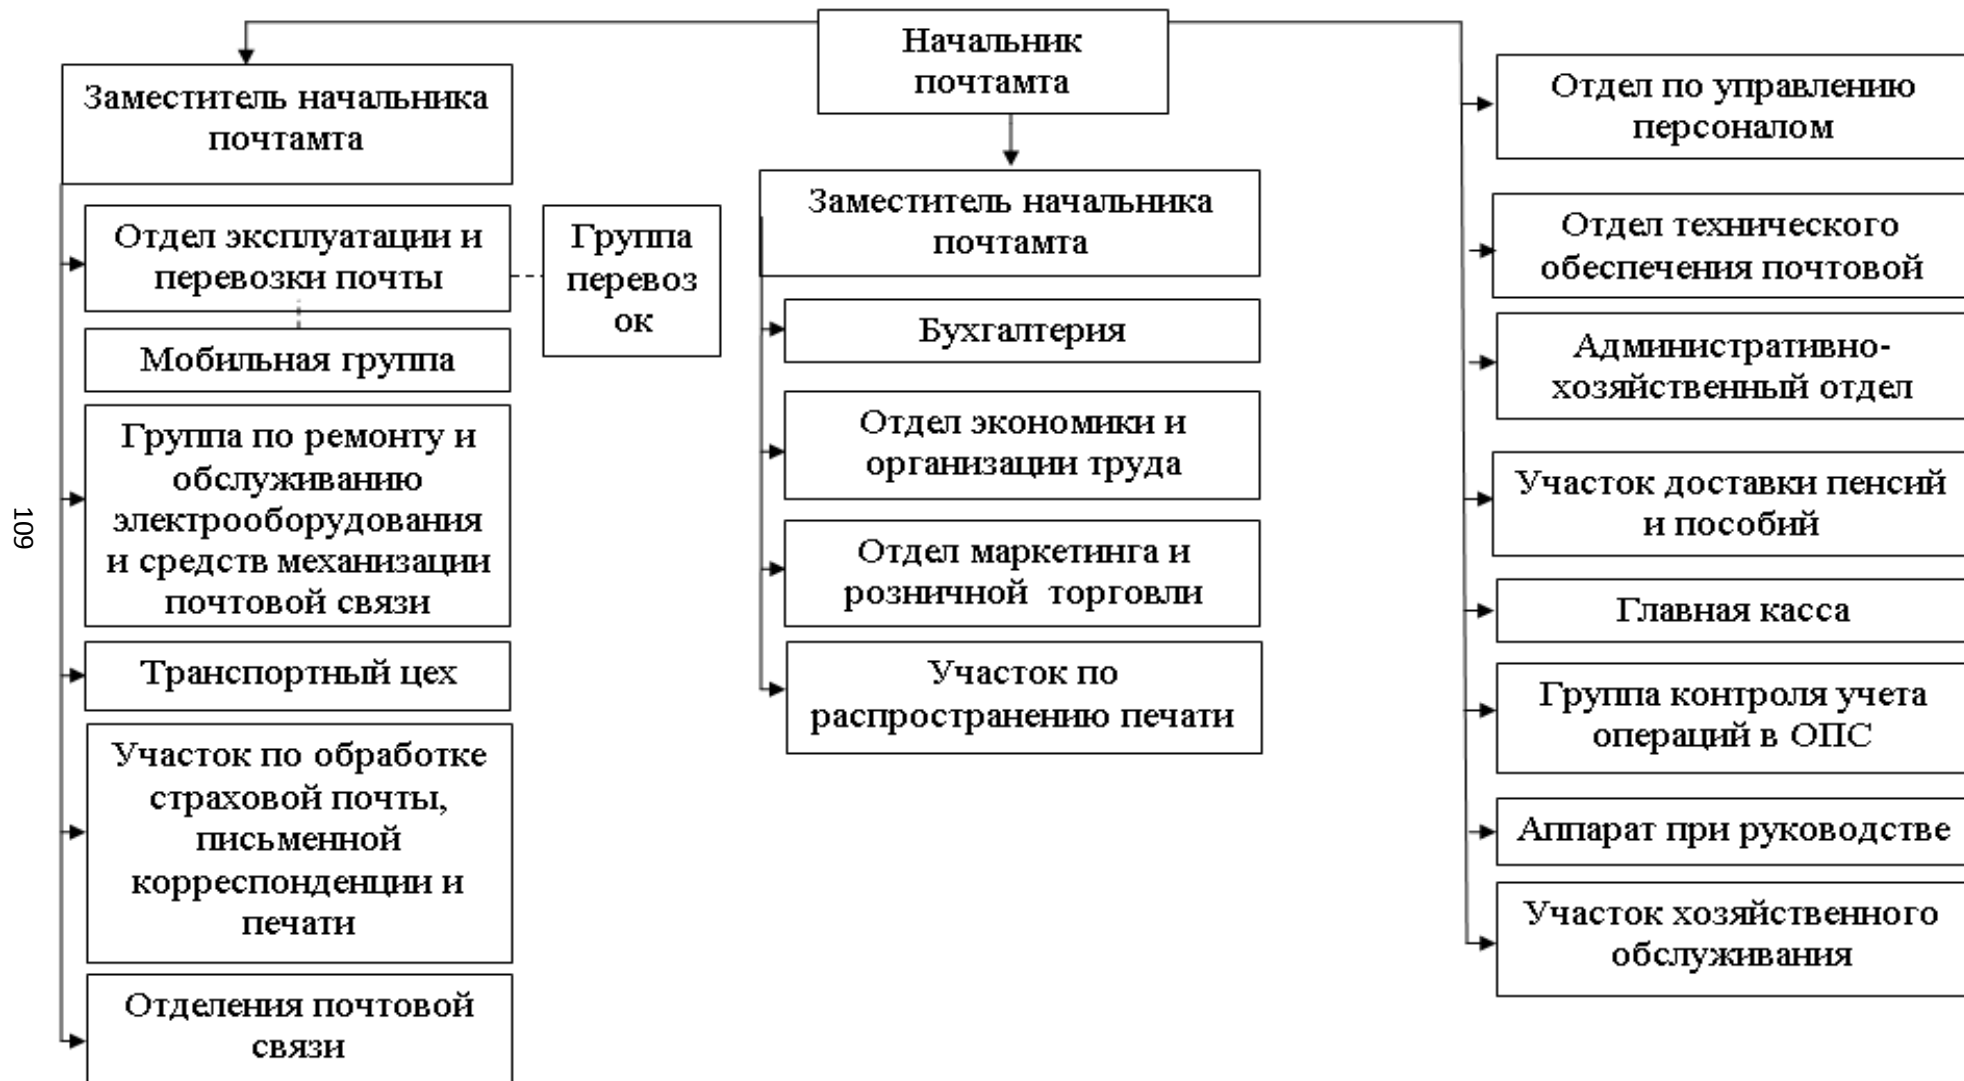 Начальник
почтамта
Заместитель начальника
почтамта
Отдел эксплуатации и
перевозки почты
Группа
перевоз
ок
Мобильная группа
Группа по ремонту и
обслуживанию
электрооборудования
и средств механизации
почтовой связи
Транспортный цех
Участок по обработке
страховой почты,
письменной
корреспонденции и
печати
Отделения почтовой
связи
Заместитель начальника
почтамта
Бухгалтерия
Отдел экономики и
организации труда
Отдел маркетинга и
розничной торговли
Участок по
распространению печати
Отдел по управлению
персоналом
Отдел технического
обеспечения почтовой
Административно-
хозяйственный отдел
Участок доставки пенсий
и пособий
Главная касса
Группа контроля учета
операций в ОПС
Аппарат при руководстве
Участок хозяйственного
обслуживания
109